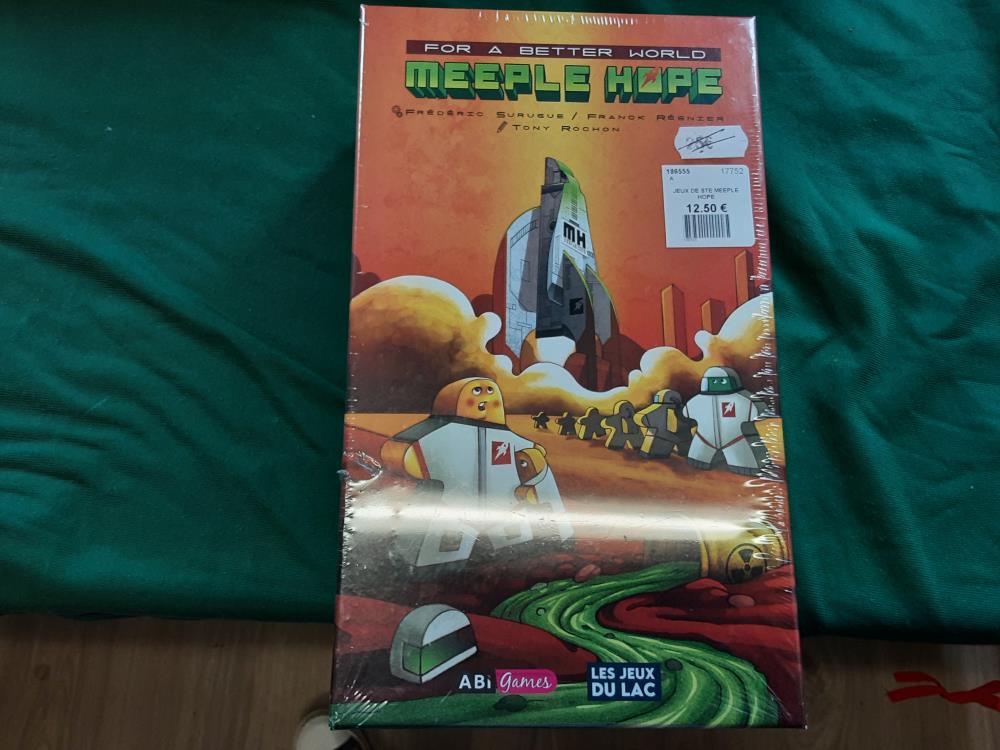 FOR A BETTER WORLD
MEEPLE HOPE
FRÉDÉRIC SURUGUE / FRANCK RÉGNIER
TONY ROCHON
186555 17752
A
JEUX DE STE MEEPLE
HOPE
12.50 €
MH
ABI Games
LES JEUX
DU LAC